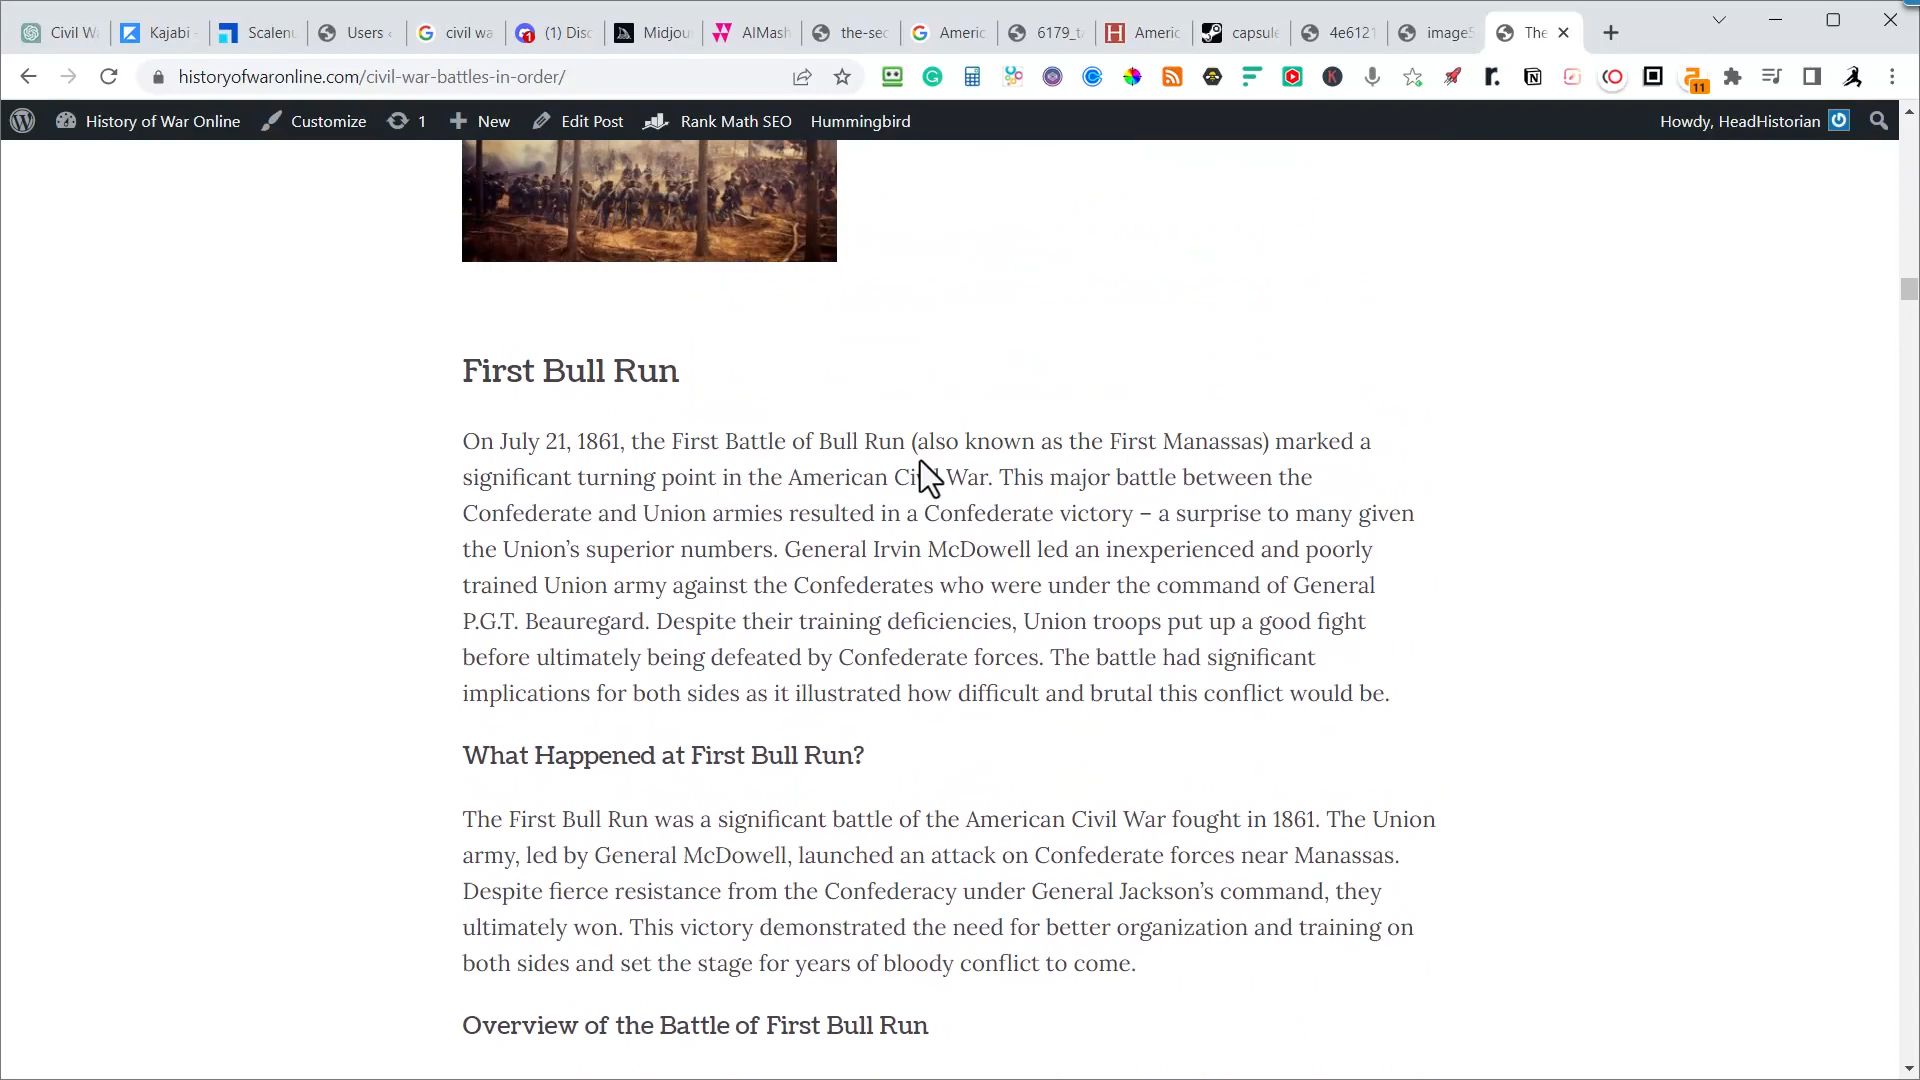 Civil W
Kajabi -
Scalenu
Users ‹
civil wa
(1) Disc
Midjou
AIMash
the-sec
Americ
6179_t
Americ
capsule
4e6121
image5
The
historyofwaronline.com/civil-war-battles-in-order/
11
History of War Online
Customize
1
New
Edit Post
Rank Math SEO
Hummingbird
Howdy, HeadHistorian
First Bull Run
On July 21, 1861, the First Battle of Bull Run (also known as the First Manassas) marked a
significant turning point in the American Civil War. This major battle between the
Confederate and Union armies resulted in a Confederate victory – a surprise to many given
the Union’s superior numbers. General Irvin McDowell led an inexperienced and poorly
trained Union army against the Confederates who were under the command of General
P.G.T. Beauregard. Despite their training deficiencies, Union troops put up a good fight
before ultimately being defeated by Confederate forces. The battle had significant
implications for both sides as it illustrated how difficult and brutal this conflict would be.
What Happened at First Bull Run?
The First Bull Run was a significant battle of the American Civil War fought in 1861. The Union
army, led by General McDowell, launched an attack on Confederate forces near Manassas.
Despite fierce resistance from the Confederacy under General Jackson’s command, they
ultimately won. This victory demonstrated the need for better organization and training on
both sides and set the stage for years of bloody conflict to come.
Overview of the Battle of First Bull Run